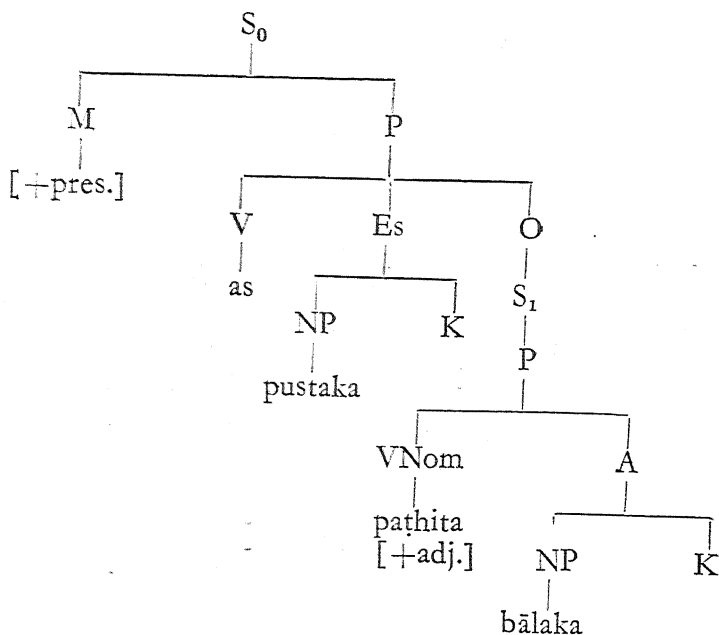 S₀
M P
[+pres.]
V Es O
as S₁
NP K
P
pustaka
VNom A
paṭhita
[+adj.] NP K
bālaka